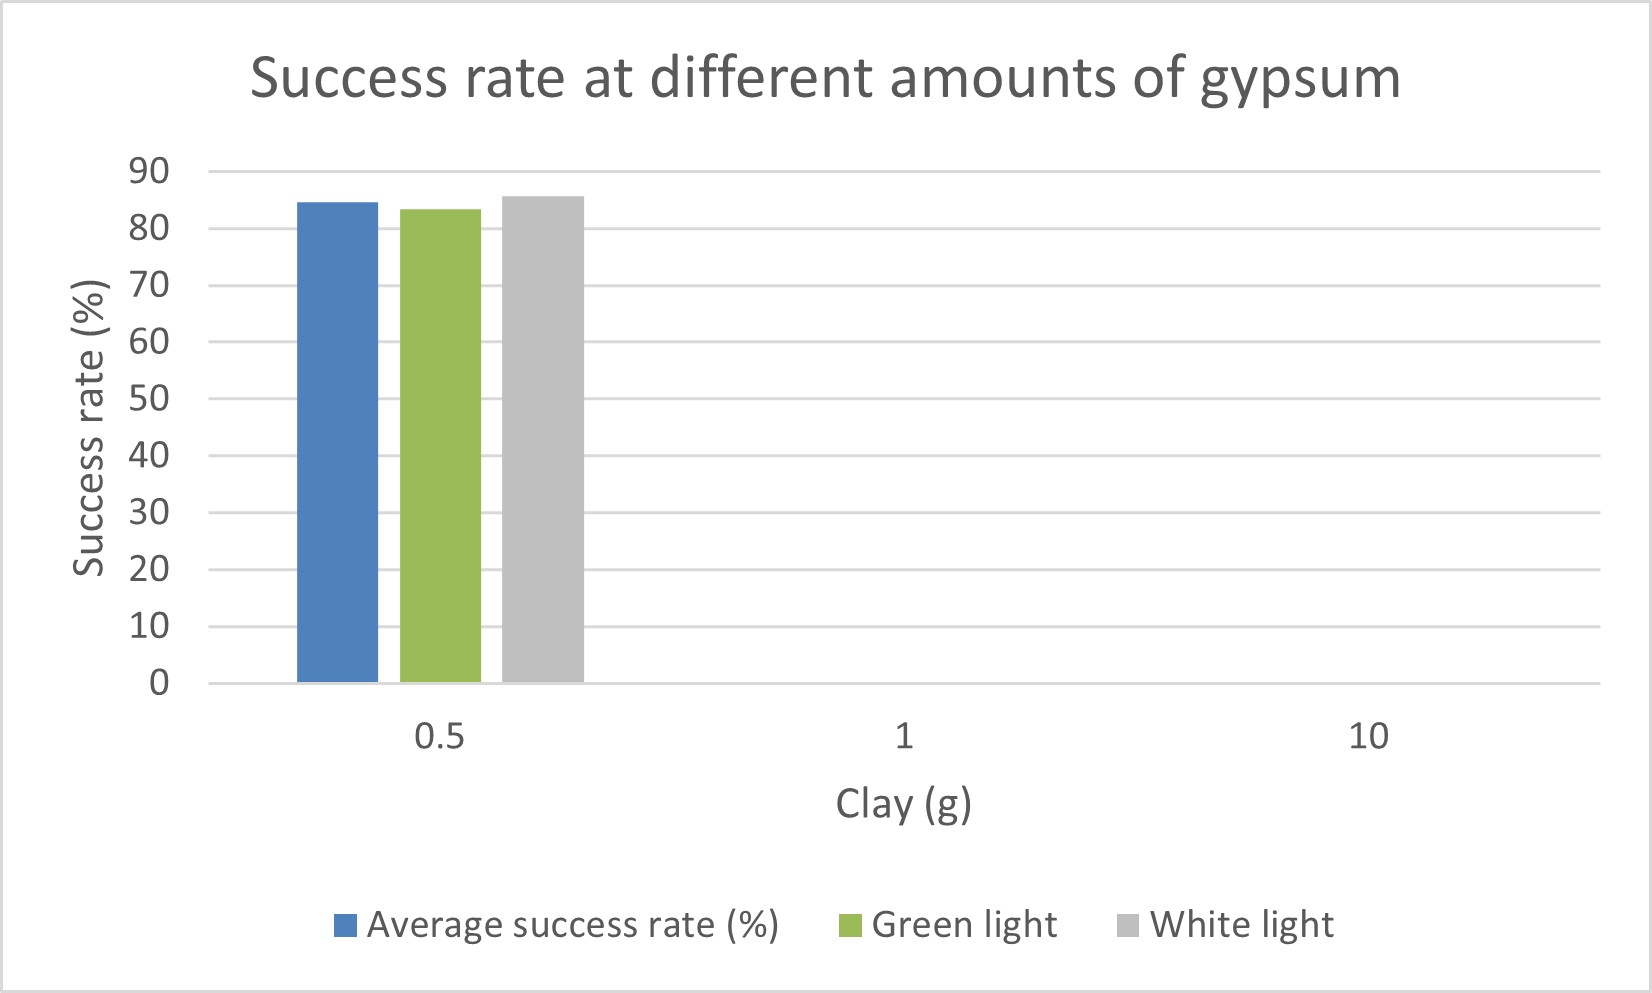 Success rate at different amounts of gypsum
90
80
70
60
50
40
30
20
10
0
Success rate (%)
0.5 1 10
Clay (g)
Average success rate (%) Green light White light